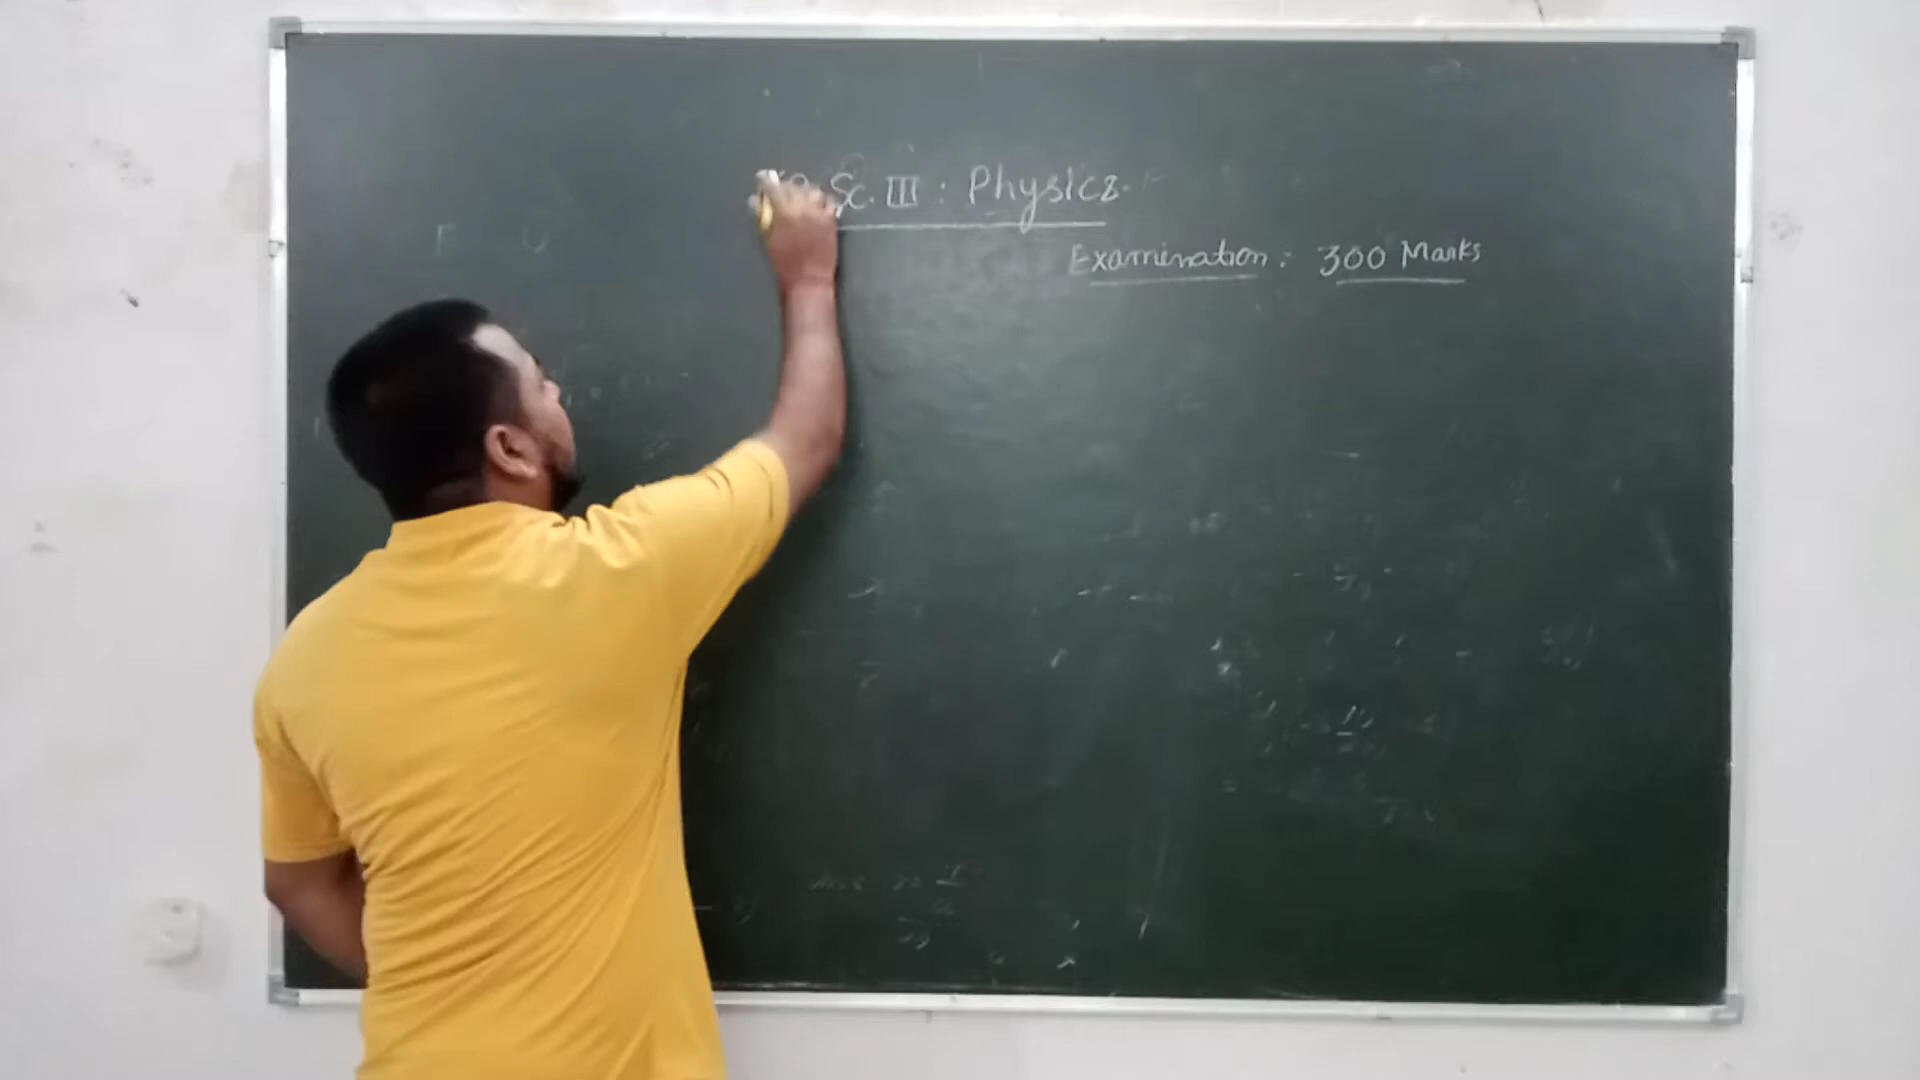 Sc. III : Physics.
Examination : 300 Marks